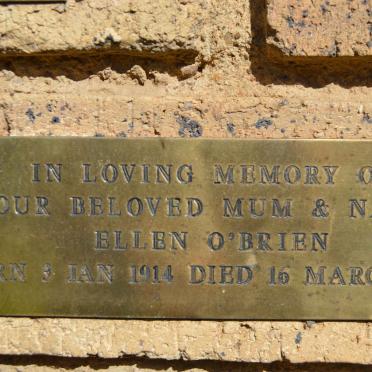 IN LOVING MEMORY O
OUR BELOVED MUM & N
ELLEN O'BRIEN
RN 3 JAN 1914 DIED 16 MARC